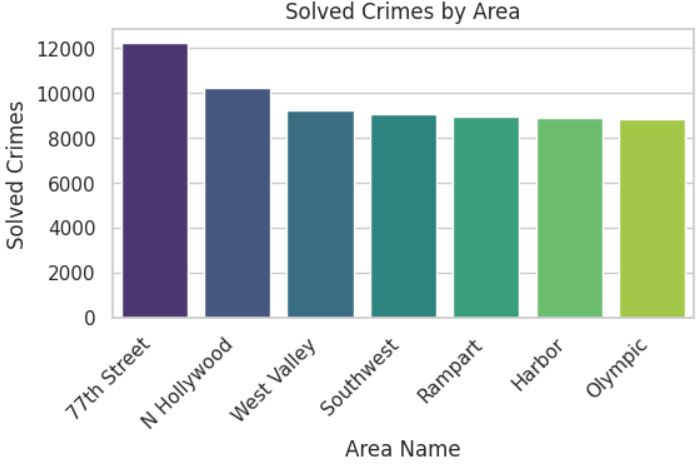 Solved Crimes by Area
Solved Crimes
12000
10000
8000
6000
4000
2000
0
77th Street
N Hollywood
West Valley
Southwest
Rampart
Harbor
Olympic
Area Name